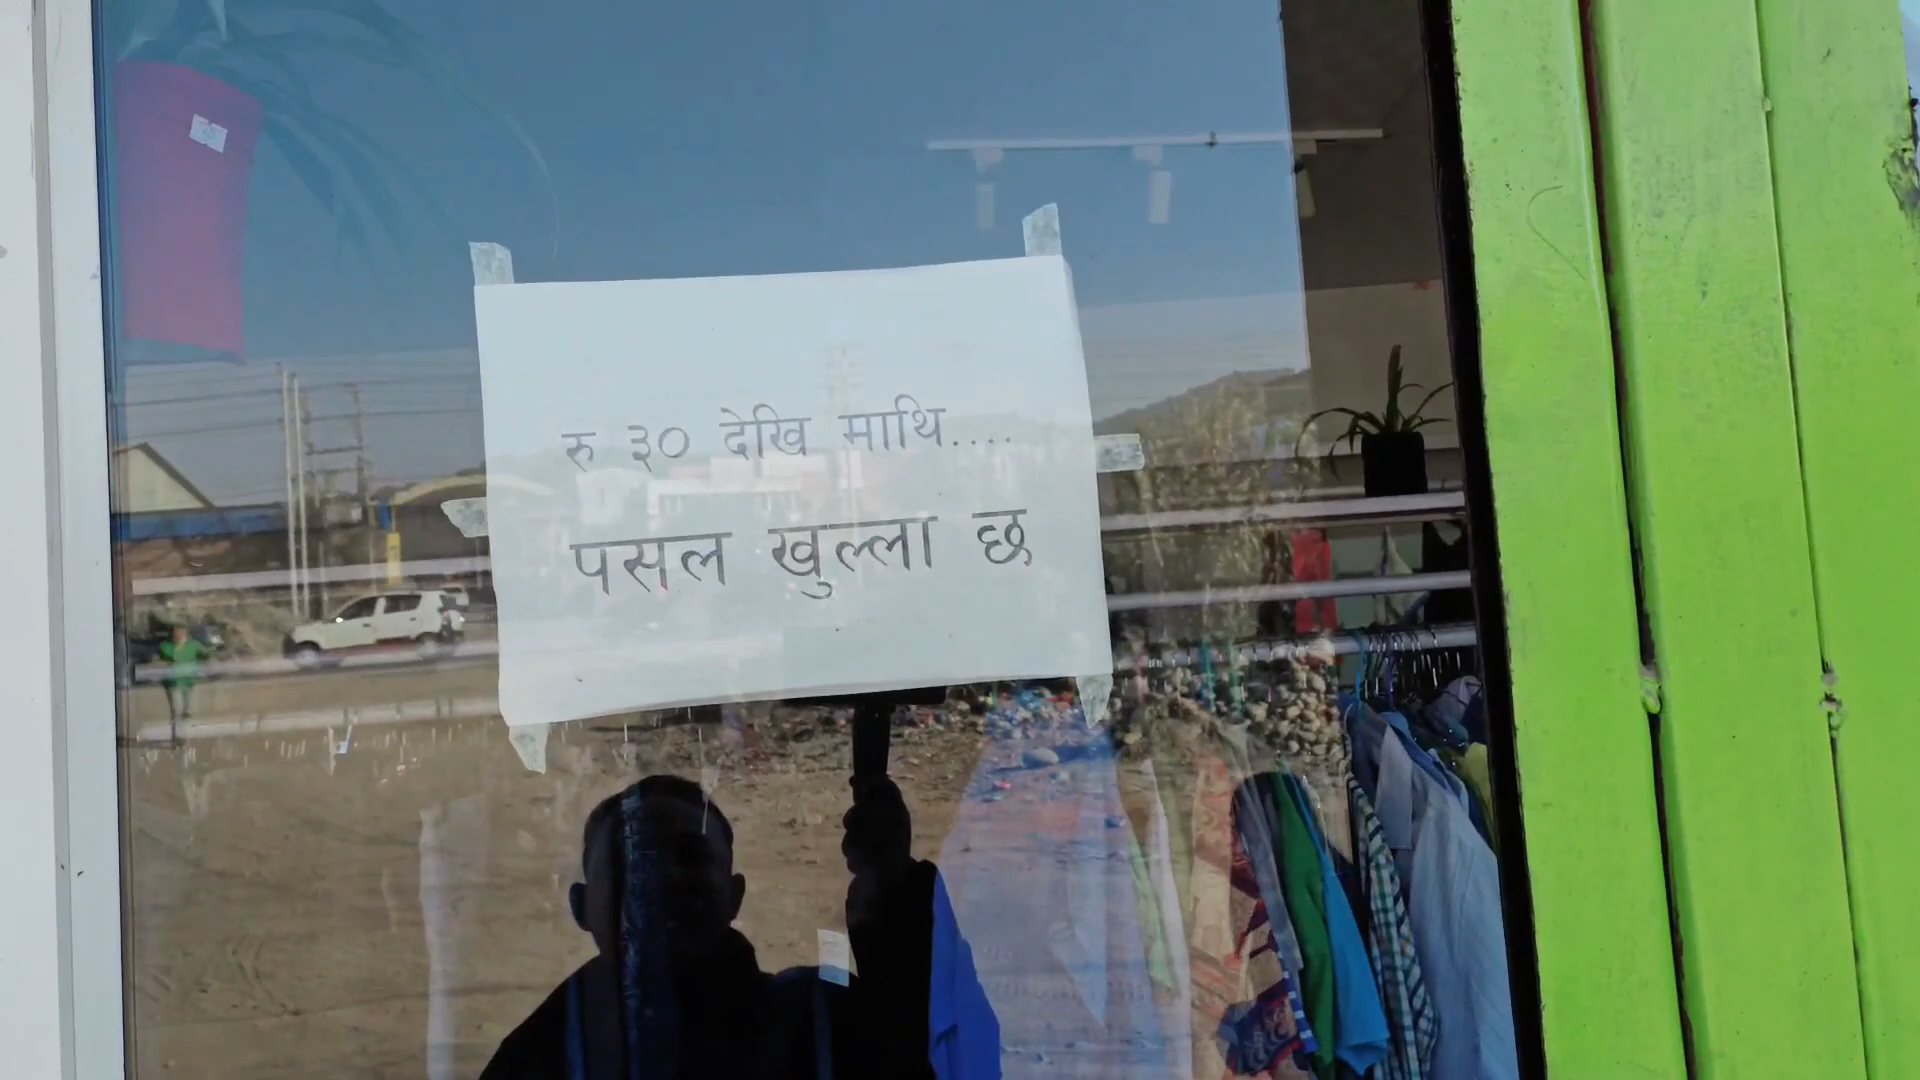 रु ३० देखि माथि....
पसल खुल्ला छ